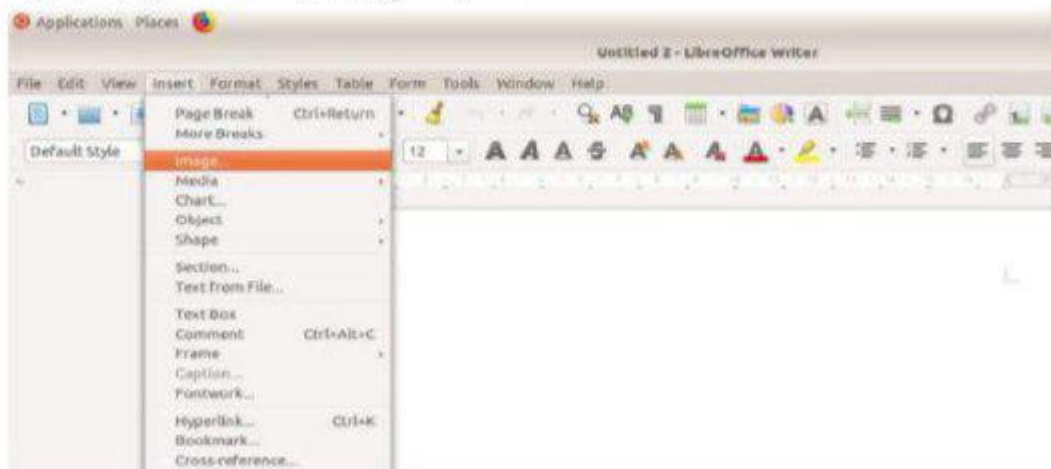 Applications Places
Untitled 2 - LibreOffice Writer
File Edit View Insert Format Styles Table Form Tools Window Help
Page Break Ctrl+Return
More Breaks
Default Style
12
Image...
Media
Chart...
Object
Shape
Section...
Text from File...
Text Box
Comment Ctrl+Alt+C
Frame
Caption...
Fontwork...
Hyperlink... Ctrl+K
Bookmark...
Cross-reference...